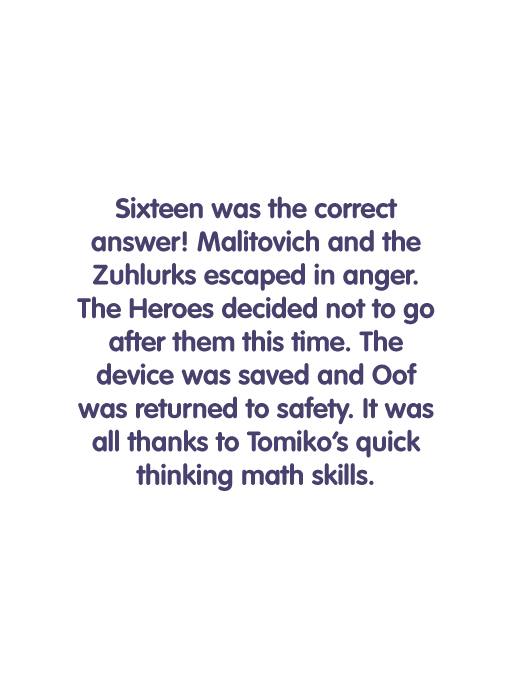 Sixteen was the correct
answer! Malitovich and the
Zuhlurks escaped in anger.
The Heroes decided not to go
after them this time. The
device was saved and Oof
was returned to safety. It was
all thanks to Tomiko’s quick
thinking math skills.